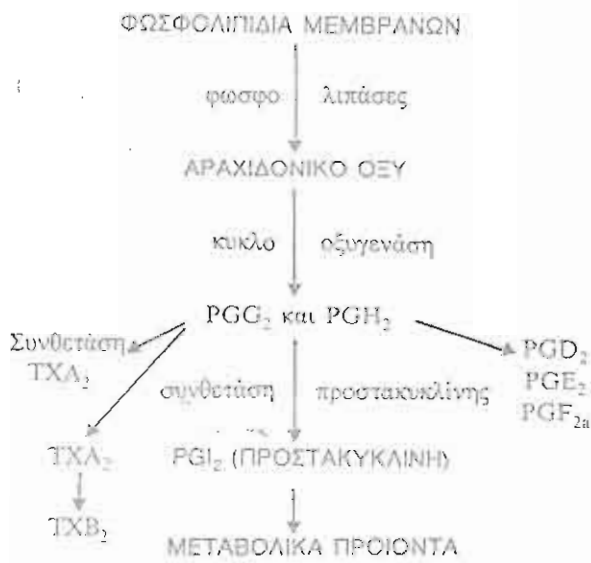 ΦΩΣΦΟΛΙΠΙΔΙΑ ΜΕΜΒΡΑΝΩΝ
φωσφο λιπάσες
ΑΡΑΧΙΔΟΝΙΚΟ ΟΞΥ
κυκλο οξυγενάση
PGG₂ και PGH₂
Συνθετάση
TXA₂
PGD₂
PGE₂
PGF₂a
συνθετάση προστακυκλίνης
TXA₂
PGI₂ (ΠΡΟΣΤΑΚΥΚΛΙΝΗ)
TXB₂
ΜΕΤΑΒΟΛΙΚΑ ΠΡΟΙΟΝΤΑ